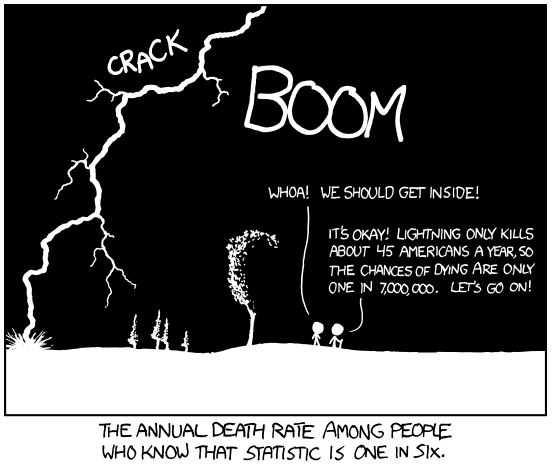 CRACK
BOOM
WHOA! WE SHOULD GET INSIDE!
IT'S OKAY! LIGHTNING ONLY KILLS
ABOUT 45 AMERICANS A YEAR, SO
THE CHANCES OF DYING ARE ONLY
ONE IN 7,000,000. LET'S GO ON!
THE ANNUAL DEATH RATE AMONG PEOPLE
WHO KNOW THAT STATISTIC IS ONE IN SIX.